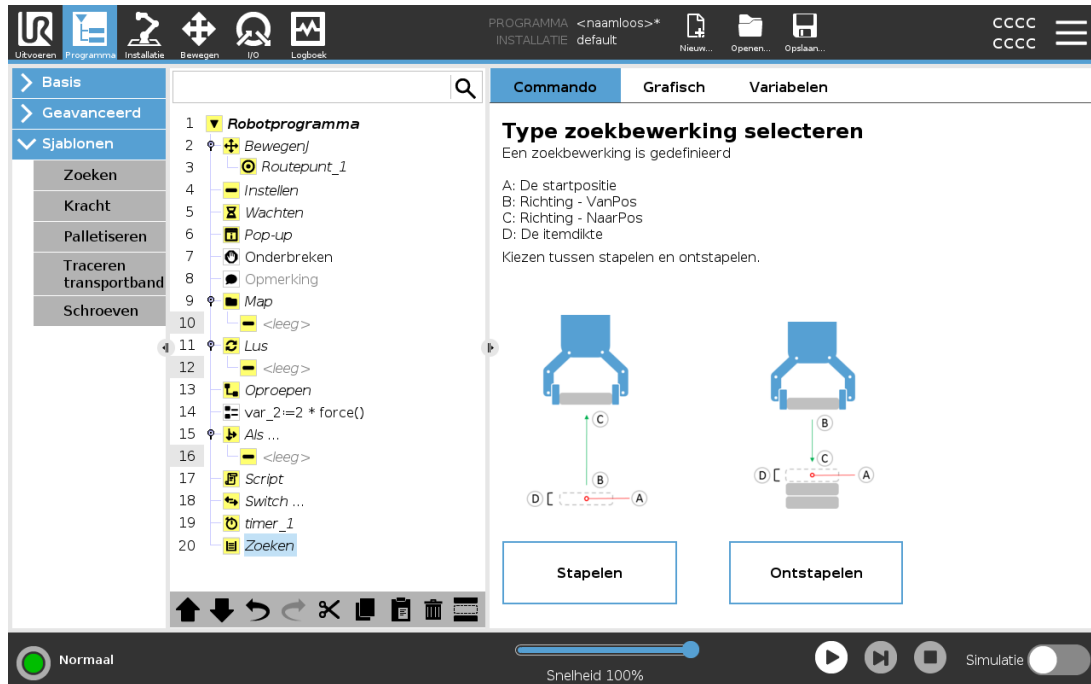 PROGRAMMA <naamloos>*
INSTALLATIE default
CCCC
CCCC
Uitvoeren
Programma
Installatie
Bewegen
I/O
Logboek
Nieuw...
Openen...
Opslaan...
Basis
Geavanceerd
Sjablonen
Zoeken
Kracht
Palletiseren
Traceren
transportband
Schroeven
1 Robotprogramma
2 BewegenJ
3 Routepunt_1
4 Instellen
5 Wachten
6 Pop-up
7 Onderbreken
8 Opmerking
9 Map
10 <leeg>
11 Lus
12 <leeg>
13 Oproepen
14 var_2:=2 * force()
15 Als ...
16 <leeg>
17 Script
18 Switch ...
19 timer_1
20 Zoeken
Commando
Grafisch
Variabelen
Type zoekbewerking selecteren
Een zoekbewerking is gedefinieerd
A: De startpositie
B: Richting - VanPos
C: Richting - NaarPos
D: De itemdikte
Kiezen tussen stapelen en ontstapelen.
C
B
D
A
B
C
D
A
Stapelen
Ontstapelen
Normaal
Snelheid 100%
Simulatie